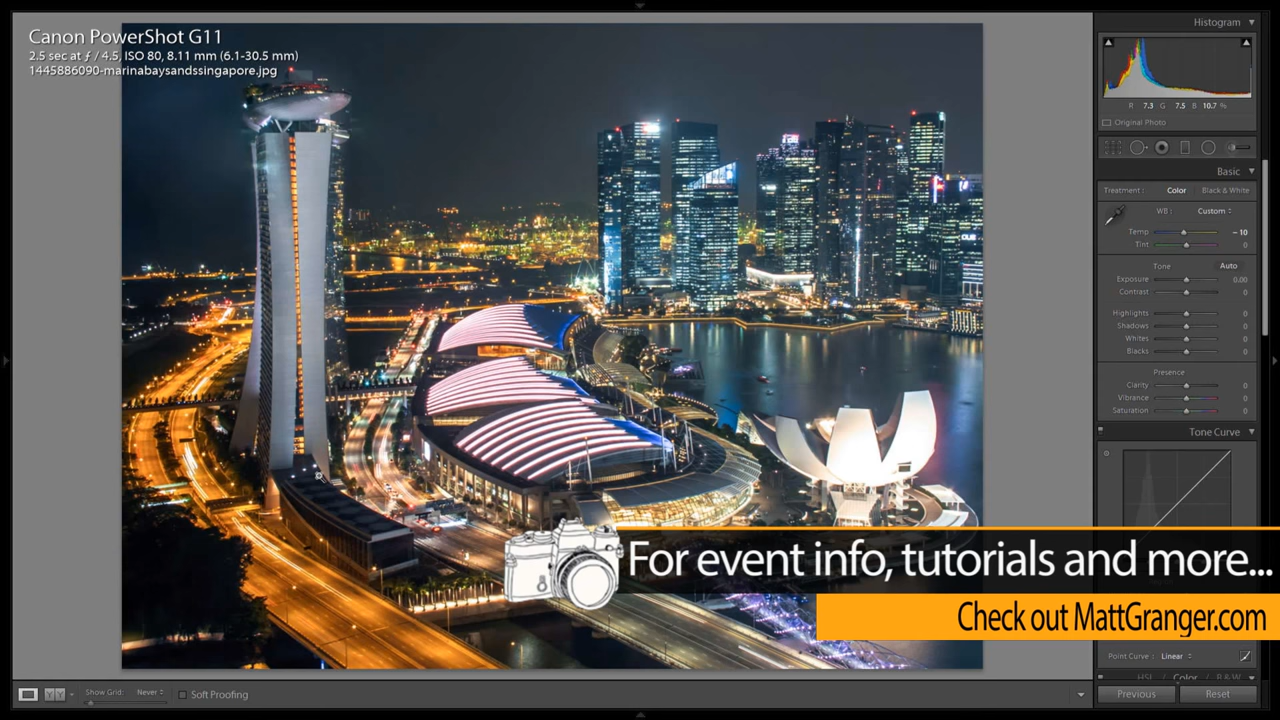 Canon PowerShot G11
2.5 sec at ƒ / 4.5, ISO 80, 8.11 mm (6.1-30.5 mm)
1445886090-marinabaysandssingapore.jpg
Histogram
R 7.3 G 7.5 B 10.7 %
Original Photo
Basic
Treatment : Color Black & White
WB : Custom
Temp – 10
Tint 0
Tone Auto
Exposure 0.00
Contrast 0
Highlights 0
Shadows 0
Whites 0
Blacks 0
Presence
Clarity 0
Vibrance 0
Saturation 0
Tone Curve
For event info, tutorials and more...
Check out MattGranger.com
Point Curve : Linear
HSL / Color / B & W
Show Grid: Never Soft Proofing
Previous Reset